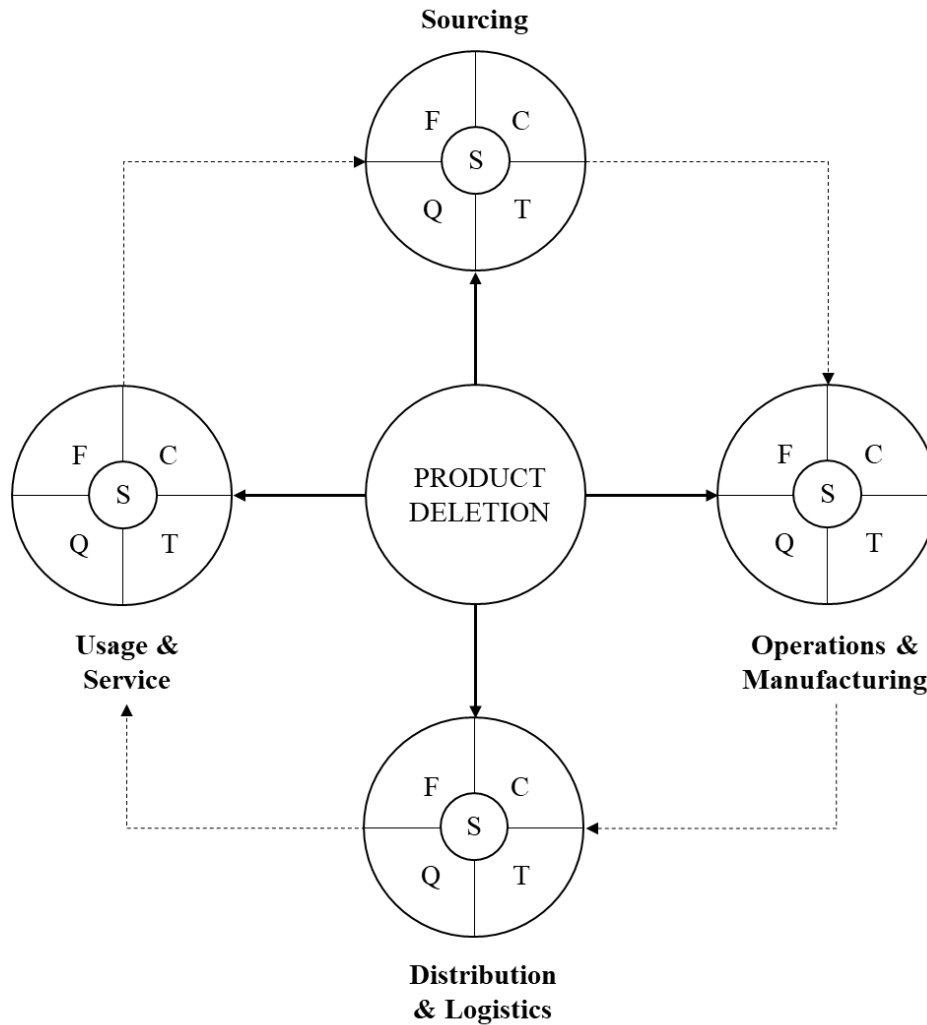 Sourcing
F C
S
Q T
F C
S
Q T
PRODUCT
DELETION
F C
S
Q T
Usage &
Service
Operations &
Manufacturing
F C
S
Q T
Distribution
& Logistics